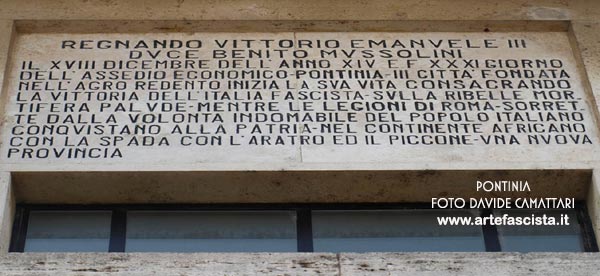 REGNANDO VITTORIO EMANVELE III
DVCE BENITO MVSSOLINI
IL XVIII DICEMBRE DELL'ANNO XIV E.F. XXXI GIORNO
DELL'ASSEDIO ECONOMICO-PONTINIA-III CITTA' FONDATA
NELL'AGRO REDENTO INIZIA LA SVA VITA CONSACRANDO
LA VITTORIA DELL'ITALIA FASCISTA-SVLLA RIBELLE MOR-
TIFERA PALVDE-MENTRE LE LEGIONI DI ROMA-SORRET-
TE DALLA VOLONTA INDOMABILE DEL POPOLO ITALIANO
CONQVISTANO ALLA PATRIA-NEL CONTINENTE AFRICANO
CON LA SPADA CON L'ARATRO ED IL PICCONE-VNA NVOVA
PROVINCIA
PONTINIA
FOTO DAVIDE CAMATTARI
www.artefascista.it